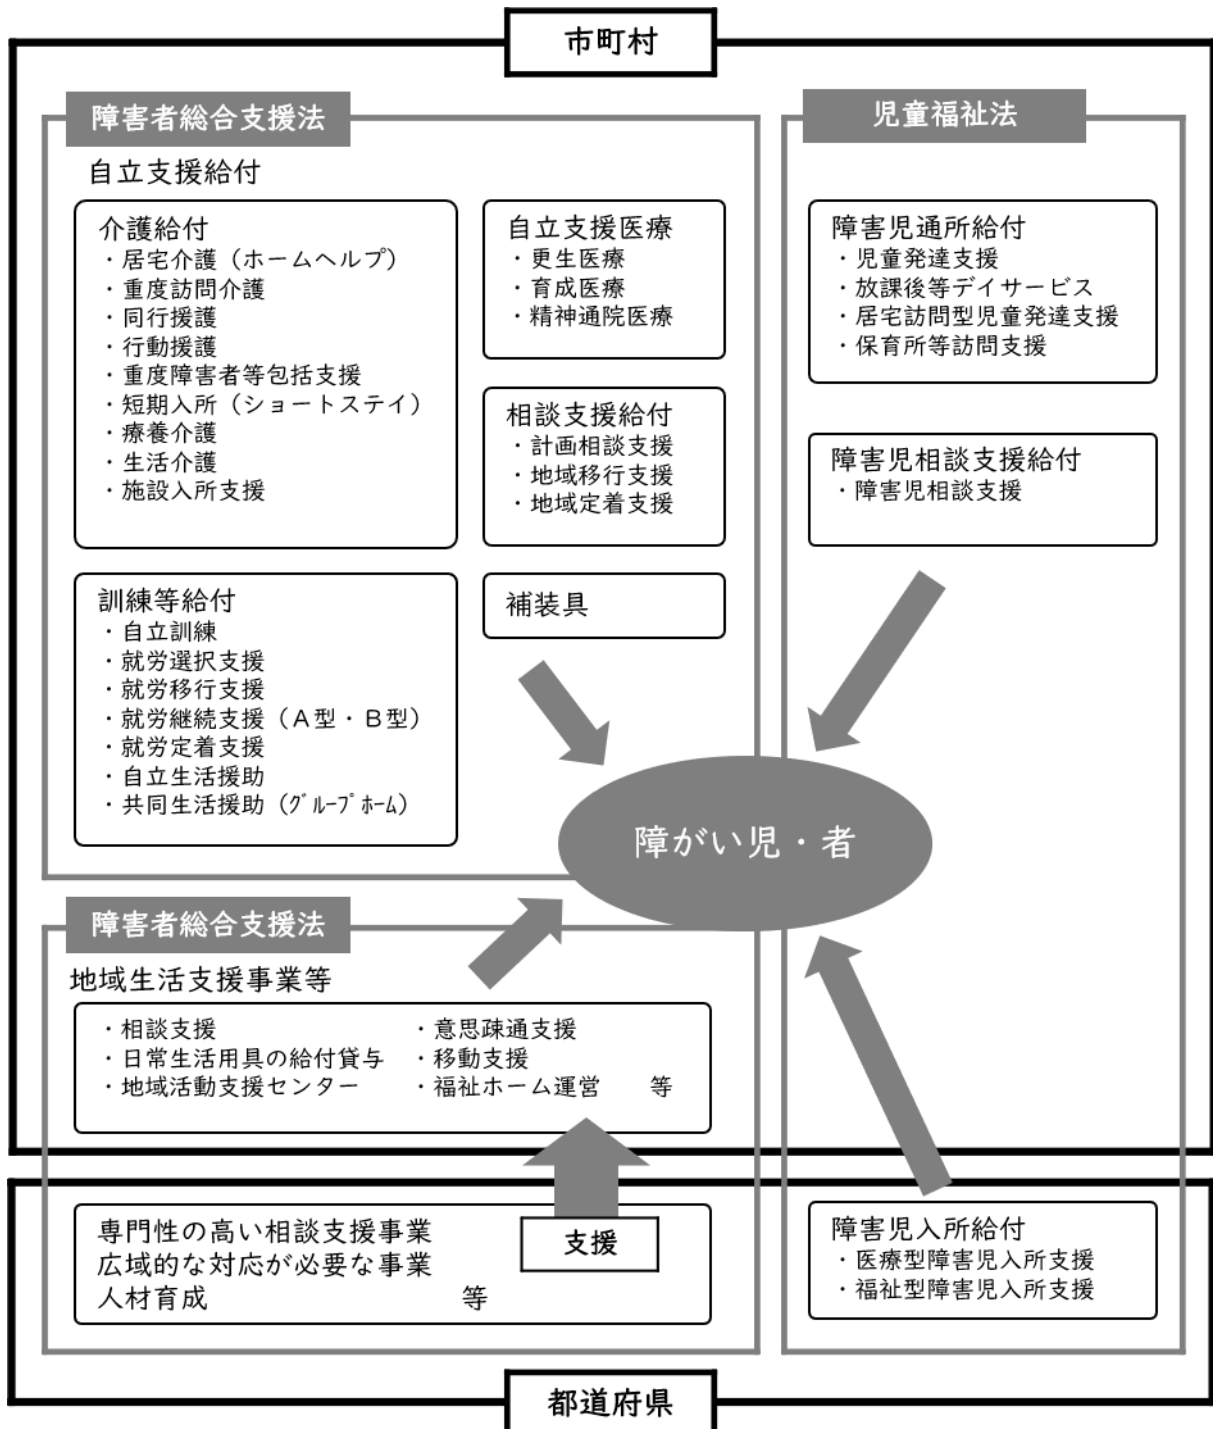 市町村
障害者総合支援法
自立支援給付
介護給付
・居宅介護（ホームヘルプ）
・重度訪問介護
・同行援護
・行動援護
・重度障害者等包括支援
・短期入所（ショートステイ）
・療養介護
・生活介護
・施設入所支援
自立支援医療
・更生医療
・育成医療
・精神通院医療
相談支援給付
・計画相談支援
・地域移行支援
・地域定着支援
訓練等給付
・自立訓練
・就労選択支援
・就労移行支援
・就労継続支援（Ａ型・Ｂ型）
・就労定着支援
・自立生活援助
・共同生活援助（ｸﾞﾙｰﾌﾟﾎｰﾑ）
補装具
児童福祉法
障害児通所給付
・児童発達支援
・放課後等デイサービス
・居宅訪問型児童発達支援
・保育所等訪問支援
障害児相談支援給付
・障害児相談支援
障がい児・者
障害者総合支援法
地域生活支援事業等
・相談支援
・日常生活用具の給付貸与
・地域活動支援センター
・意思疎通支援
・移動支援
・福祉ホーム運営　　等
専門性の高い相談支援事業
広域的な対応が必要な事業
人材育成　　　　　　　等
支援
障害児入所給付
・医療型障害児入所支援
・福祉型障害児入所支援
都道府県